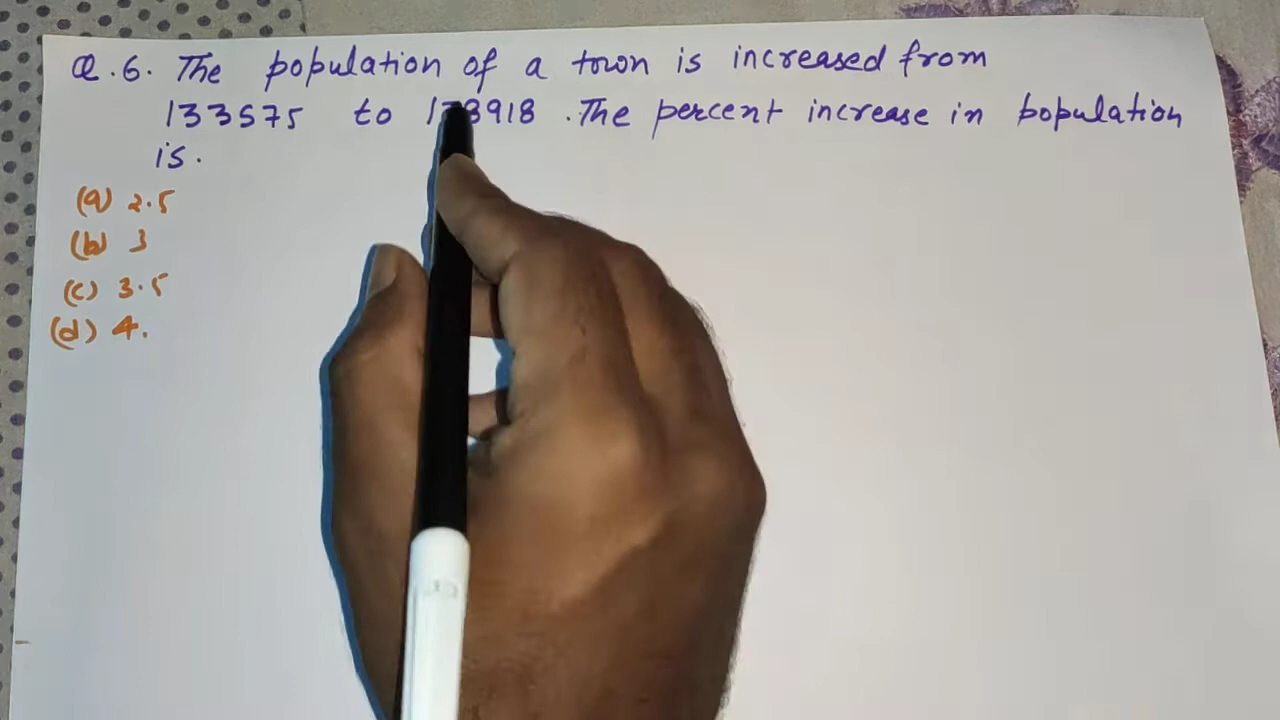 Q.6. The population of a town is increased from
133575 to 138918. The percent increase in population
is.
(a) 2.5
(b) 3
(c) 3.5
(d) 4.